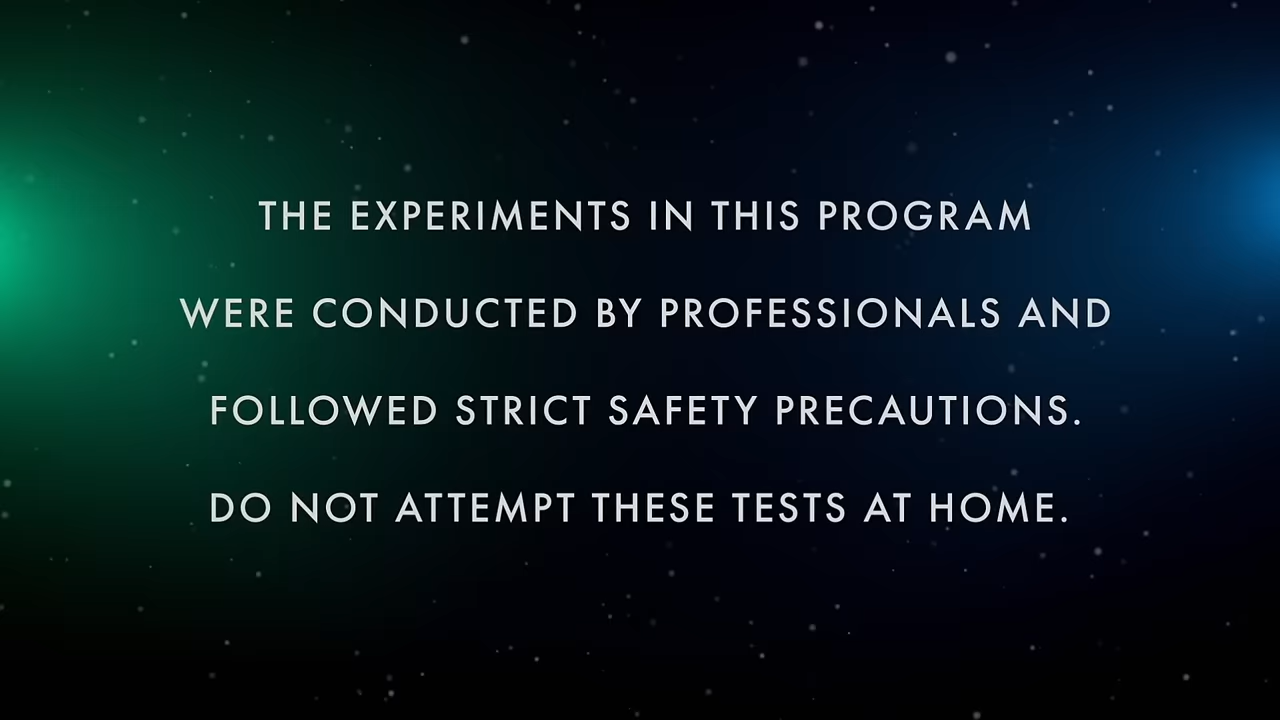 THE EXPERIMENTS IN THIS PROGRAM
WERE CONDUCTED BY PROFESSIONALS AND
FOLLOWED STRICT SAFETY PRECAUTIONS.
DO NOT ATTEMPT THESE TESTS AT HOME.